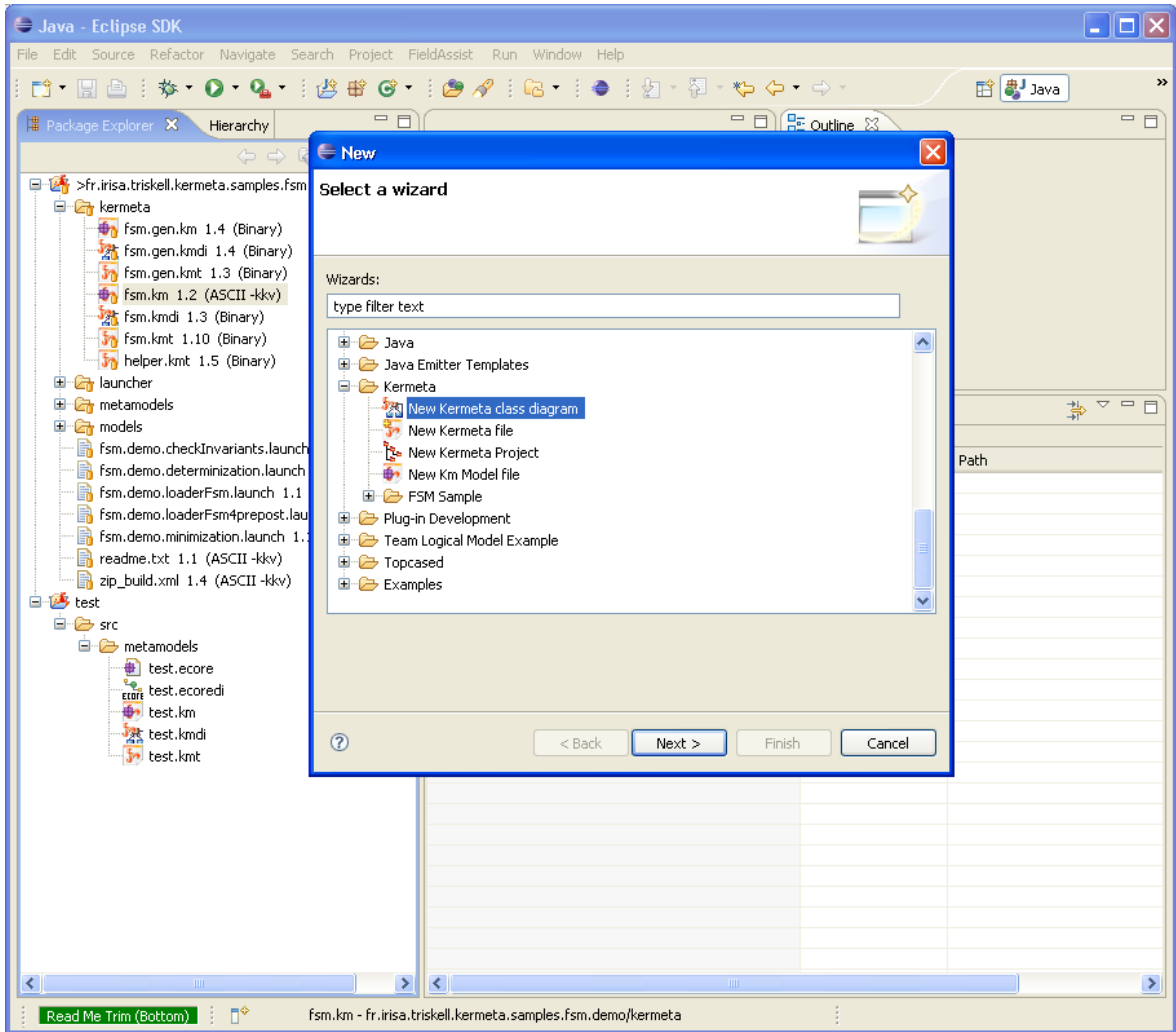 Java - Eclipse SDK
File Edit Source Refactor Navigate Search Project FieldAssist Run Window Help
Java
»
Package Explorer
Hierarchy
Outline
>fr.irisa.triskell.kermeta.samples.fsm
kermeta
fsm.gen.km 1.4 (Binary)
fsm.gen.kmdi 1.4 (Binary)
fsm.gen.kmt 1.3 (Binary)
fsm.km 1.2 (ASCII -kkv)
fsm.kmdi 1.3 (Binary)
fsm.kmt 1.10 (Binary)
helper.kmt 1.5 (Binary)
launcher
metamodels
models
fsm.demo.checkInvariants.launch
fsm.demo.determinization.launch
fsm.demo.loaderFsm.launch 1.1
fsm.demo.loaderFsm4prepost.lau
fsm.demo.minimization.launch 1.1
readme.txt 1.1 (ASCII -kkv)
zip_build.xml 1.4 (ASCII -kkv)
test
src
metamodels
test.ecore
ECORE test.ecoredi
test.km
test.kmdi
test.kmt
New
Select a wizard
Wizards:
type filter text
Java
Java Emitter Templates
Kermeta
New Kermeta class diagram
New Kermeta file
New Kermeta Project
New Km Model file
FSM Sample
Plug-in Development
Team Logical Model Example
Topcased
Examples
?
< Back
Next >
Finish
Cancel
Path
Read Me Trim (Bottom)
fsm.km - fr.irisa.triskell.kermeta.samples.fsm.demo/kermeta